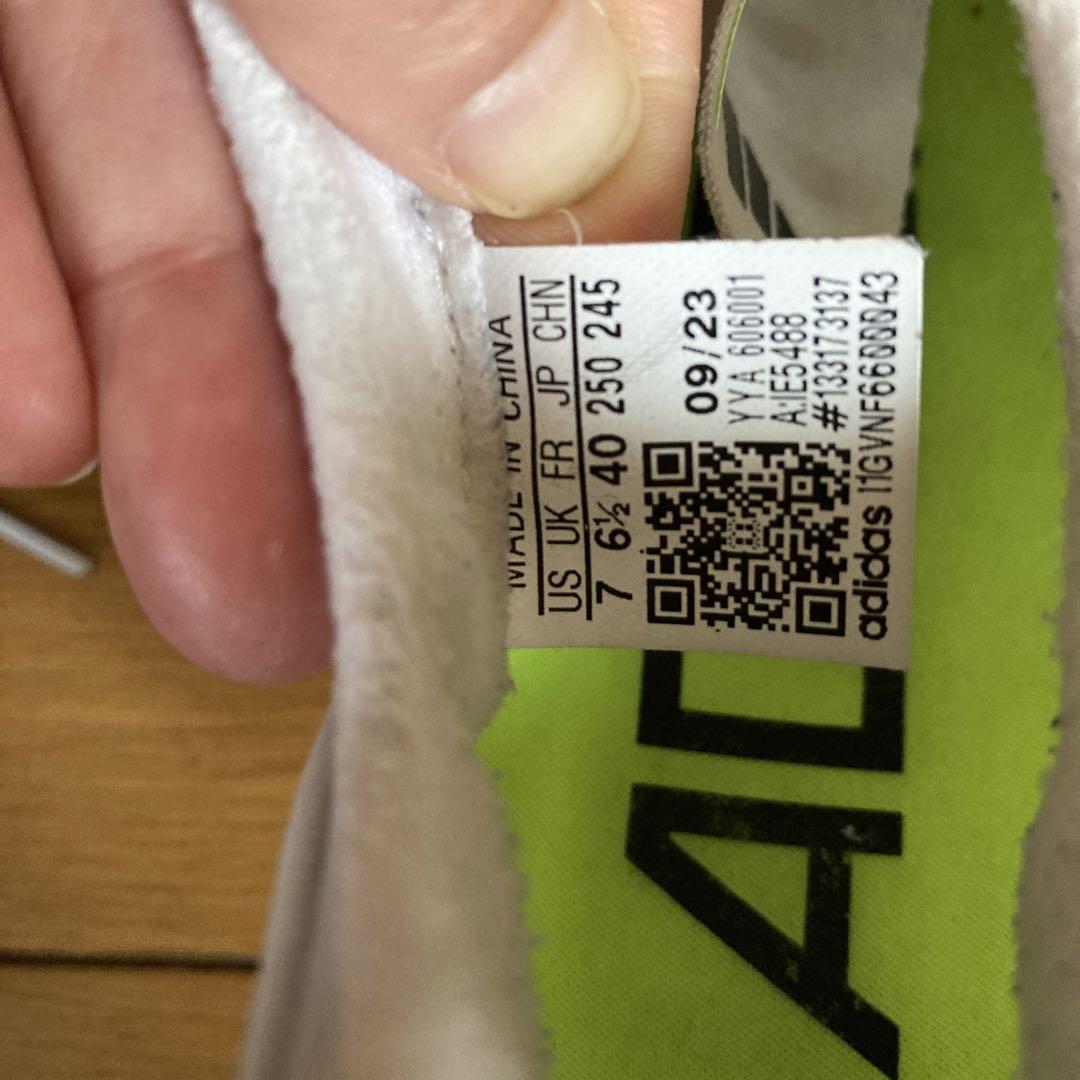 MADE IN CHINA
US UK FR JP CHN
7 6½ 40 250 245
09/23
YYA 606001
A:IE5488
#133173137
adidas 11GVNF6600043
AD